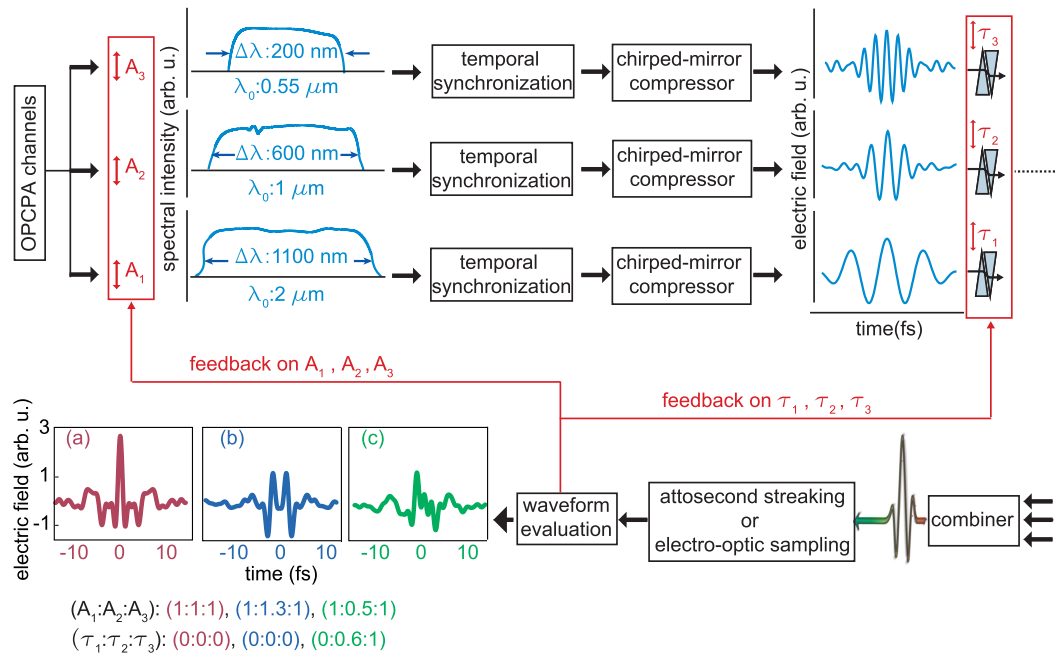 OPCPA channels
A3
A2
A1
spectral intensity (arb. u.)
Δλ:200 nm
λ0:0.55 μm
Δλ:600 nm
λ0:1 μm
Δλ:1100 nm
λ0:2 μm
temporal
synchronization
temporal
synchronization
temporal
synchronization
chirped-mirror
compressor
chirped-mirror
compressor
chirped-mirror
compressor
electric field (arb. u.)
time(fs)
τ3
τ2
τ1
feedback on A1 , A2 , A3
feedback on τ1 , τ2 , τ3
electric field (arb. u.)
3
1
-1
(a)
(b)
(c)
-10 0 10
-10 0 10
-10 0 10
time (fs)
waveform
evaluation
attosecond streaking
or
electro-optic sampling
combiner
(A1:A2:A3): (1:1:1), (1:1.3:1), (1:0.5:1)
(τ1:τ2:τ3): (0:0:0), (0:0:0), (0:0.6:1)